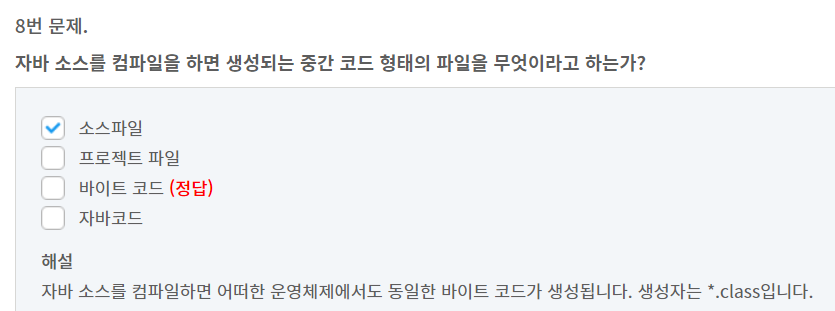 8번 문제.
자바 소스를 컴파일을 하면 생성되는 중간 코드 형태의 파일을 무엇이라고 하는가?
소스파일
프로젝트 파일
바이트 코드 (정답)
자바코드
해설
자바 소스를 컴파일하면 어떠한 운영체제에서도 동일한 바이트 코드가 생성됩니다. 생성자는 *.class입니다.